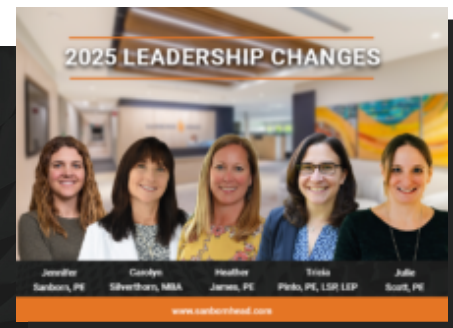 2025 LEADERSHIP CHANGES
Jennifer Carolyn Heather Tricia Julie
Sanborn, PE Silverthorn, MBA James, PE Pinto, PE, LSP, LEP Scott, PE
www.sanbornhead.com